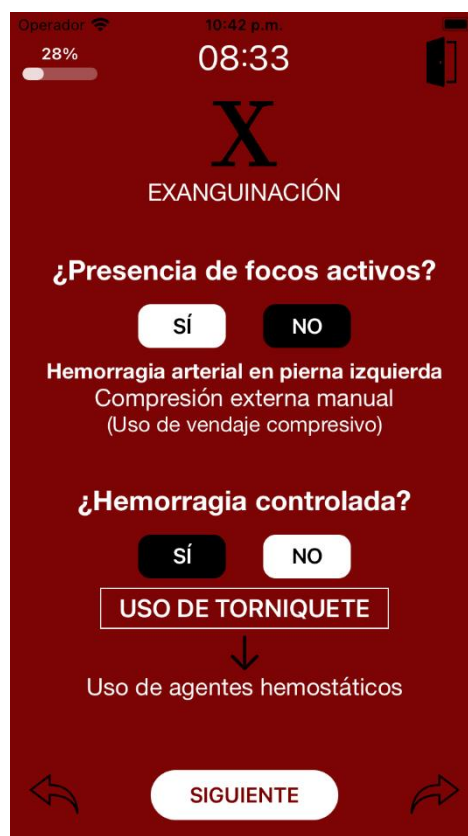 Operador 10:42 p.m.
28% 08:33
X
EXANGUINACIÓN
¿Presencia de focos activos?
SÍ NO
Hemorragia arterial en pierna izquierda
Compresión externa manual
(Uso de vendaje compresivo)
¿Hemorragia controlada?
SÍ NO
USO DE TORNIQUETE
Uso de agentes hemostáticos
SIGUIENTE